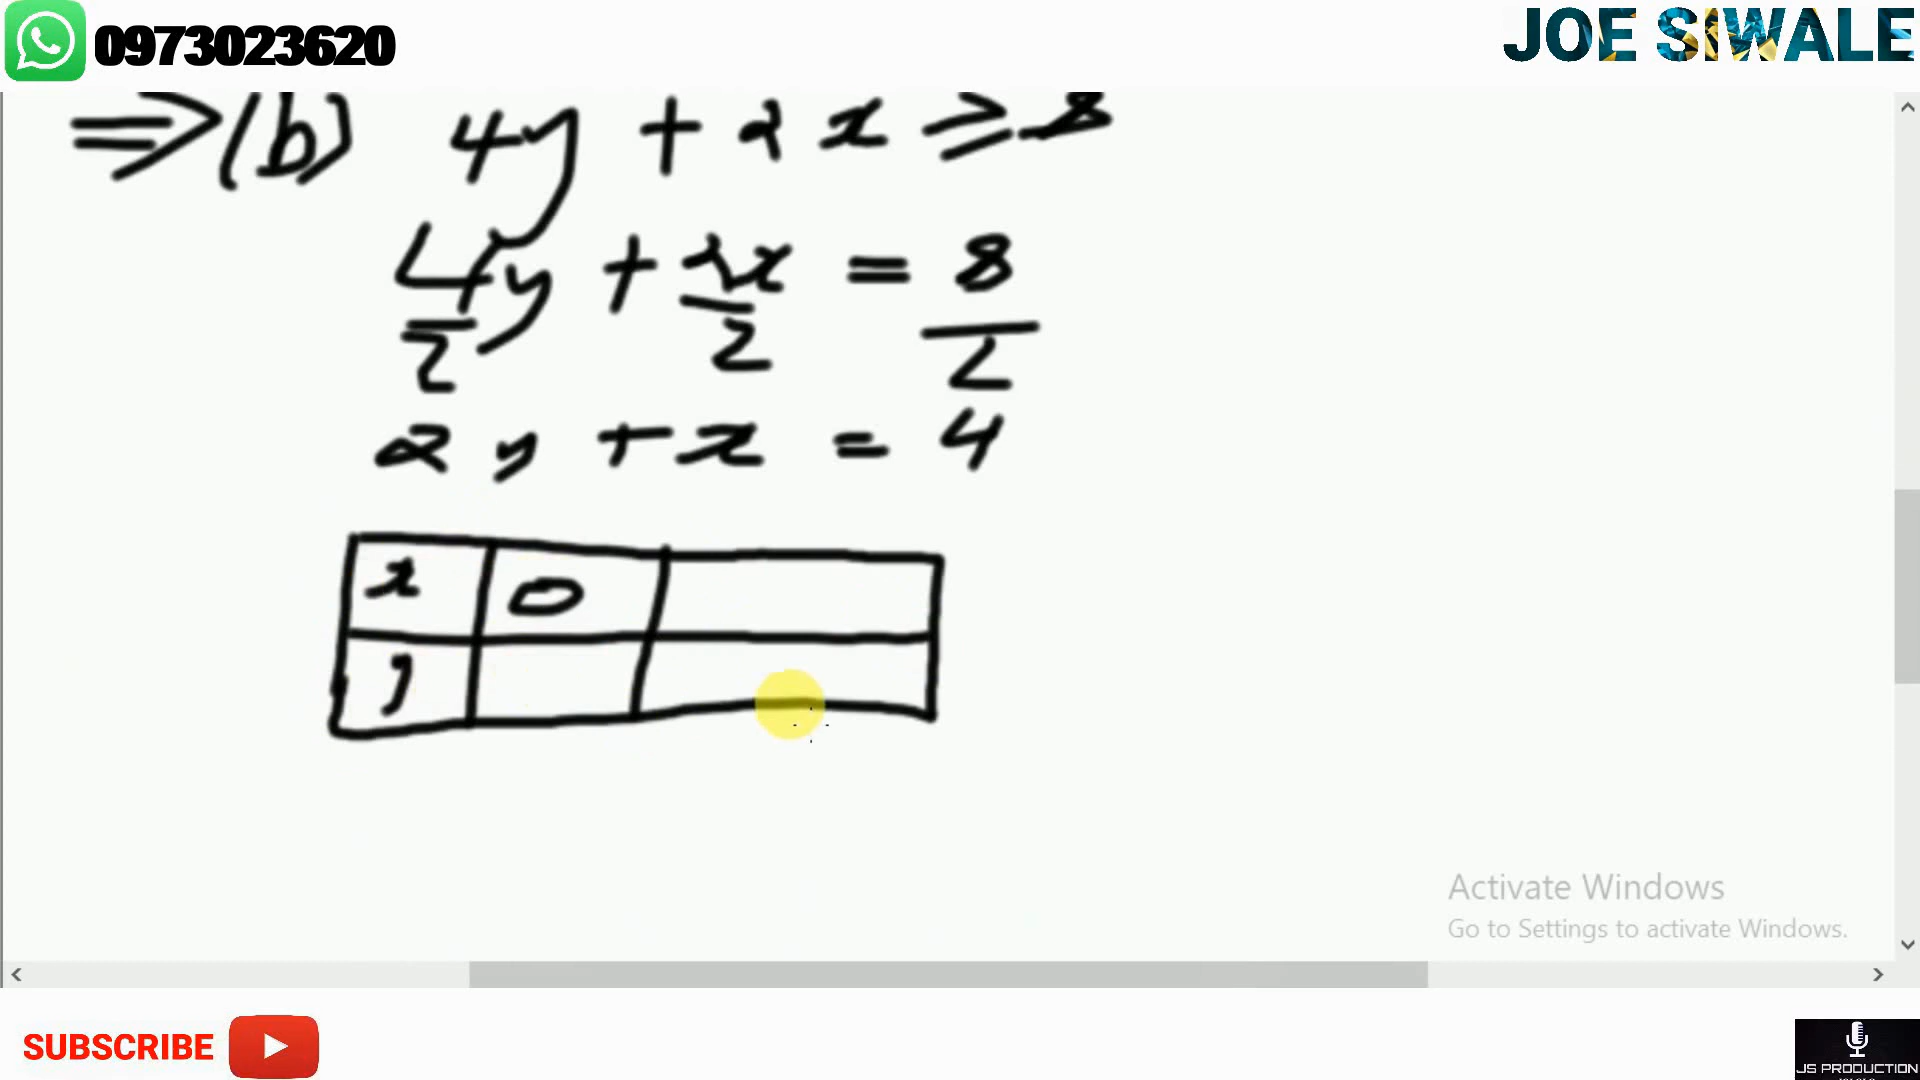 0973023620
JOE SIWALE
⇒(b) 4y + 2x ≥ 8
4y/2 + 2x/2 = 8/2
2y + x = 4
x 0
y
Activate Windows
Go to Settings to activate Windows.
SUBSCRIBE
JS PRODUCTION